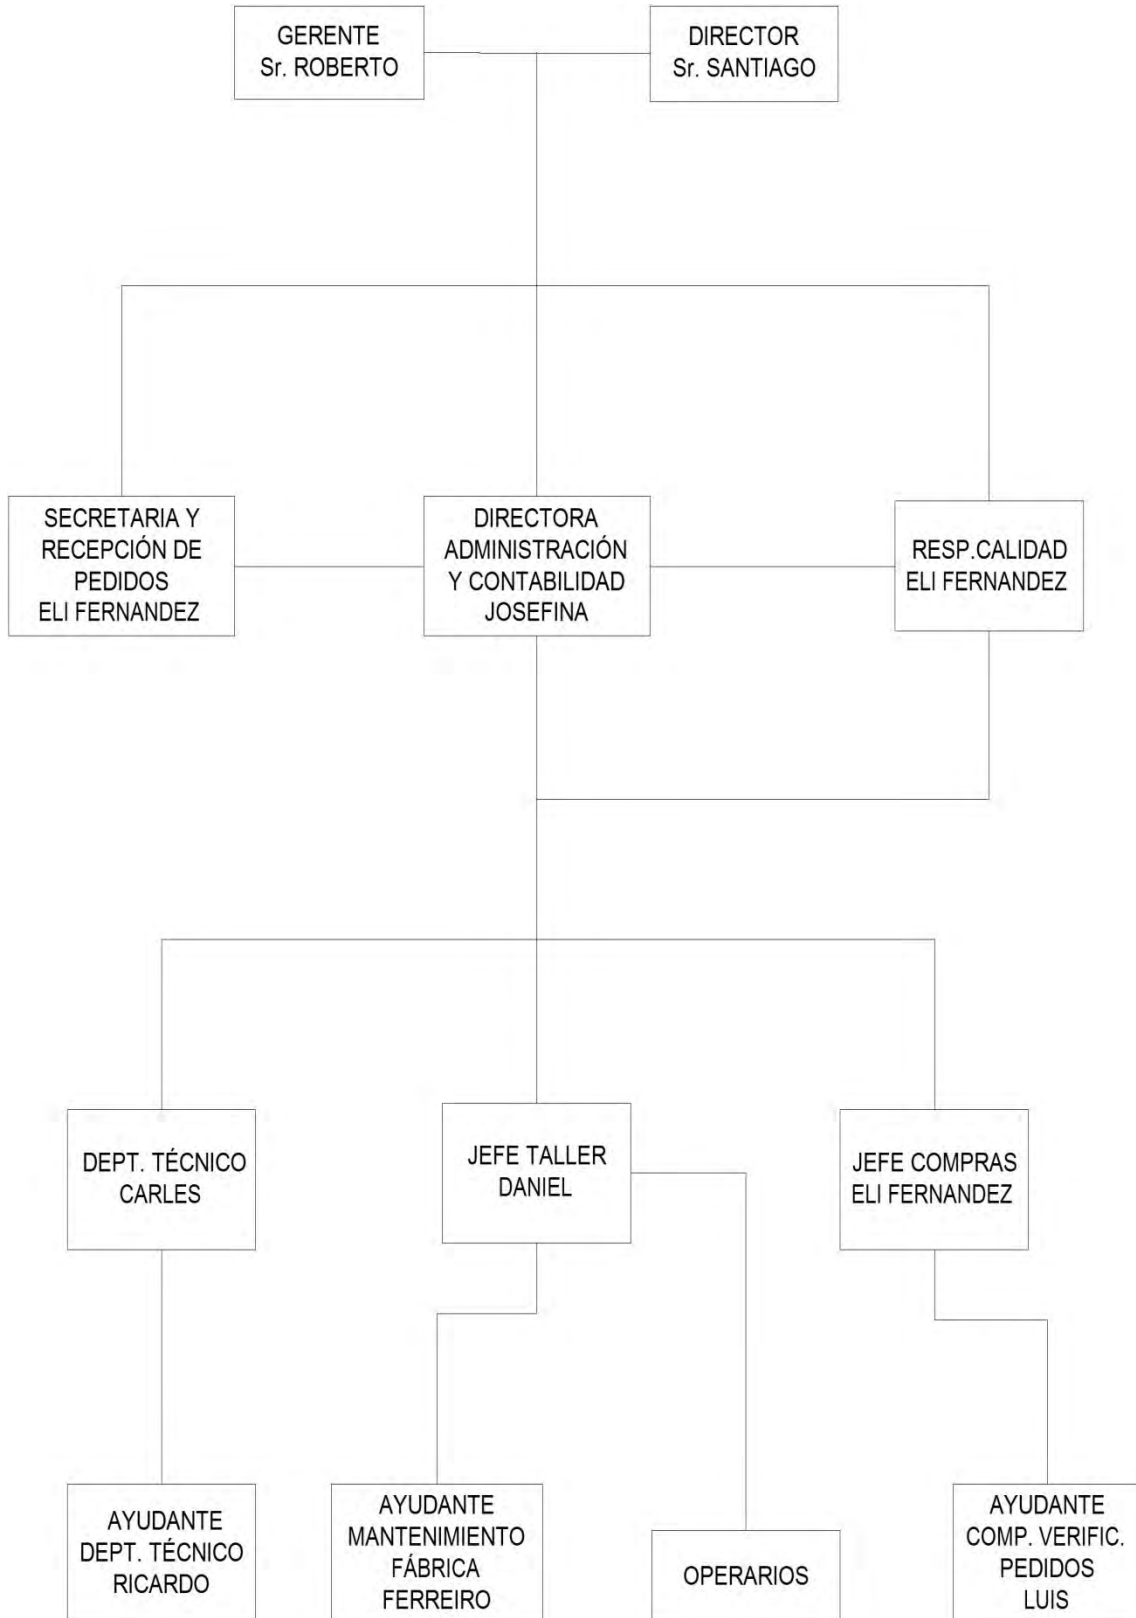 GERENTE
Sr. ROBERTO
DIRECTOR
Sr. SANTIAGO
SECRETARIA Y
RECEPCIÓN DE
PEDIDOS
ELI FERNANDEZ
DIRECTORA
ADMINISTRACIÓN
Y CONTABILIDAD
JOSEFINA
RESP.CALIDAD
ELI FERNANDEZ
DEPT. TÉCNICO
CARLES
JEFE TALLER
DANIEL
JEFE COMPRAS
ELI FERNANDEZ
AYUDANTE
DEPT. TÉCNICO
RICARDO
AYUDANTE
MANTENIMIENTO
FÁBRICA
FERREIRO
OPERARIOS
AYUDANTE
COMP. VERIFIC.
PEDIDOS
LUIS